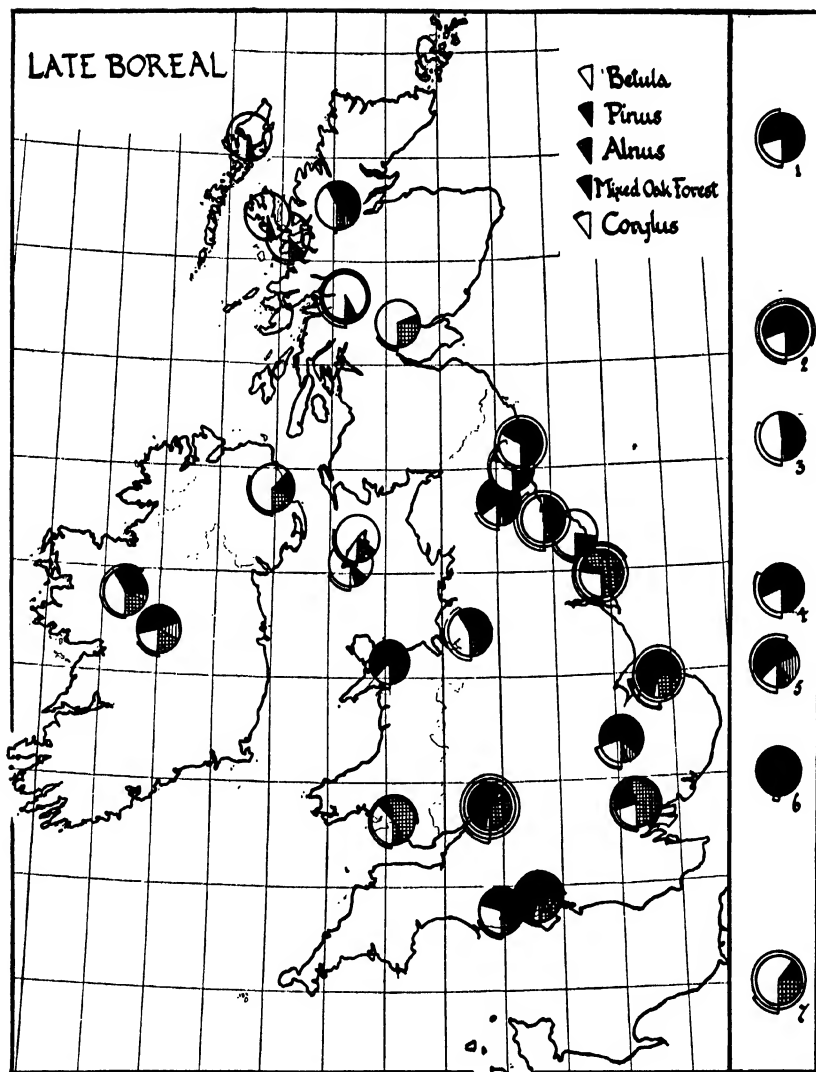 LATE BOREAL
Betula
Pinus
Alnus
Mixed Oak Forest
Corylus
1
2
3
4
5
6
7